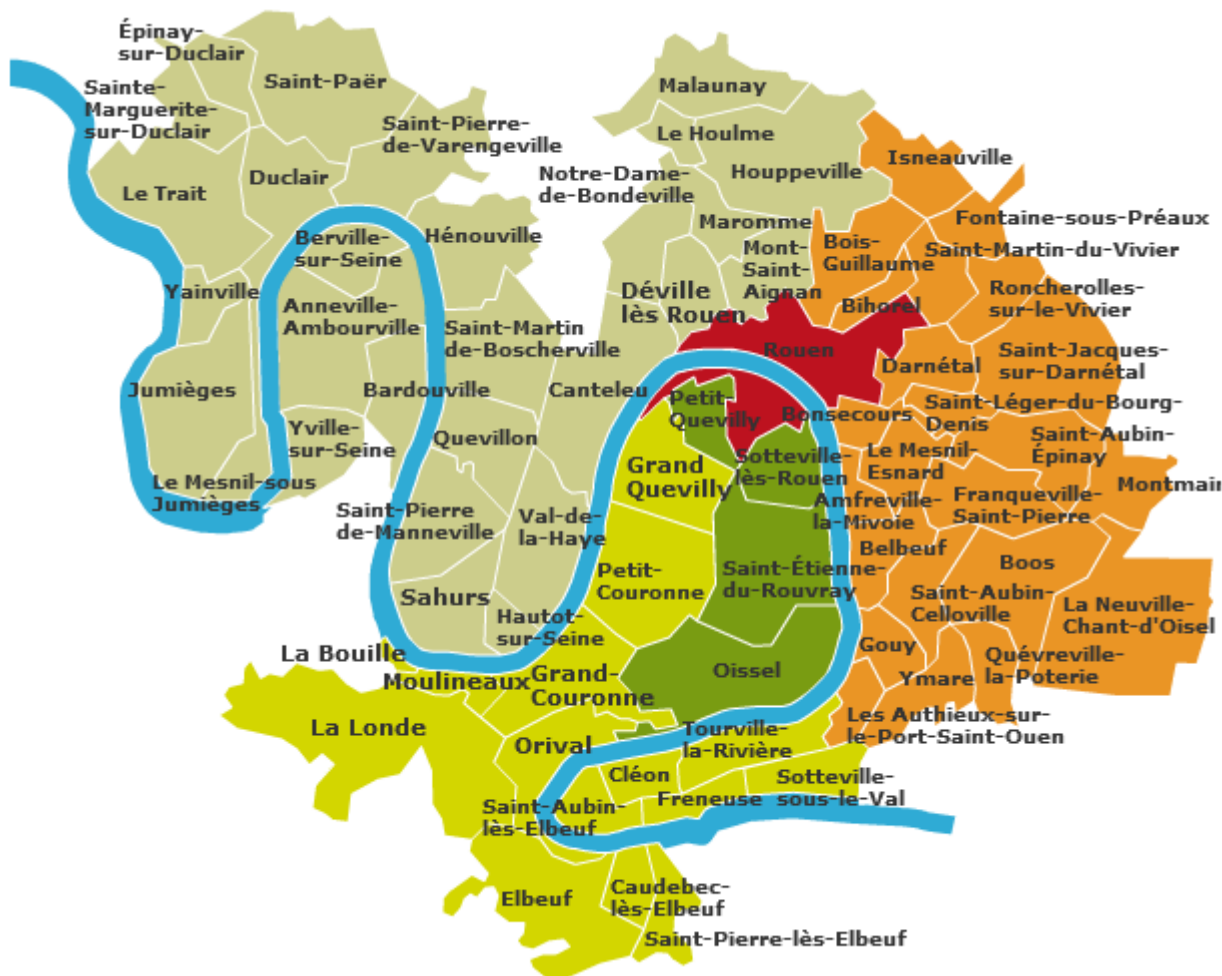 Épinay-
sur-Duclair
Saint-Paër
Sainte-
Marguerite-
sur-Duclair
Saint-Pierre-
de-Varengeville
Le Trait
Duclair
Berville-
sur-Seine
Hénouville
Yainville
Anneville-
Ambourville
Saint-Martin
de-Boscherville
Jumièges
Bardouville
Yville-
sur-Seine
Quevillon
Le Mesnil-sous
Jumièges
Saint-Pierre
de-Manneville
Val-de-
la-Haye
Canteleu
Sahurs
Hautot-
sur-Seine
Malaunay
Le Houlme
Houppeville
Notre-Dame-
de-Bondeville
Maromme
Mont-
Saint-
Aignan
Déville
lès Rouen
Isneauville
Fontaine-sous-Préaux
Bois-
Guillaume
Saint-Martin-du-Vivier
Bihorel
Roncherolles-
sur-le-Vivier
Rouen
Darnétal
Saint-Jacques-
sur-Darnétal
Petit-
Quevilly
Bonsecours
Saint-Léger-du-Bourg-
Denis
Grand
Quevilly
Sotteville-
lès-Rouen
Le Mesnil-
Esnard
Saint-Aubin-
Épinay
Montmain
Amfreville-
la-Mivoie
Franqueville-
Saint-Pierre
Belbeuf
Boos
Petit-
Couronne
Saint-Étienne-
du-Rouvray
Saint-Aubin-
Celloville
La Neuville-
Chant-d'Oisel
Gouy
Quévreville-
la-Poterie
Ymare
La Bouille
Moulineaux
Grand-
Couronne
Oissel
Les Authieux-sur-
le-Port-Saint-Ouen
La Londe
Orival
Tourville-
la-Rivière
Cléon
Sotteville-
sous-le-Val
Freneuse
Saint-Aubin-
lès-Elbeuf
Elbeuf
Caudebec-
lès-Elbeuf
Saint-Pierre-lès-Elbeuf